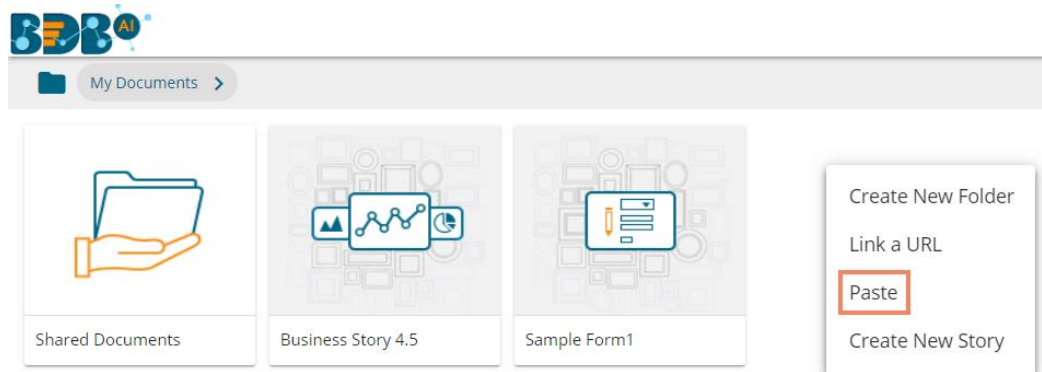 BDB AI
My Documents
Shared Documents
Business Story 4.5
Sample Form1
Create New Folder
Link a URL
Paste
Create New Story